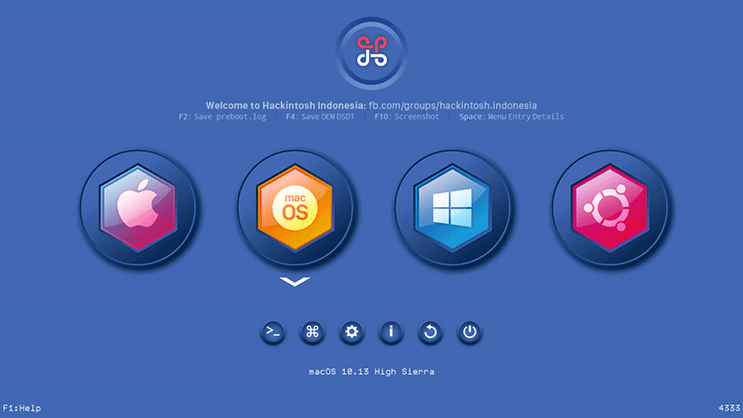 Welcome to Hackintosh Indonesia: fb.com/groups/hackintosh.indonesia
F2: Save preboot.log | F4: Save OEM DSDT | F10: Screenshot | Space: Menu Entry Details
mac
OS
macOS 10.13 High Sierra
F1:Help
4333